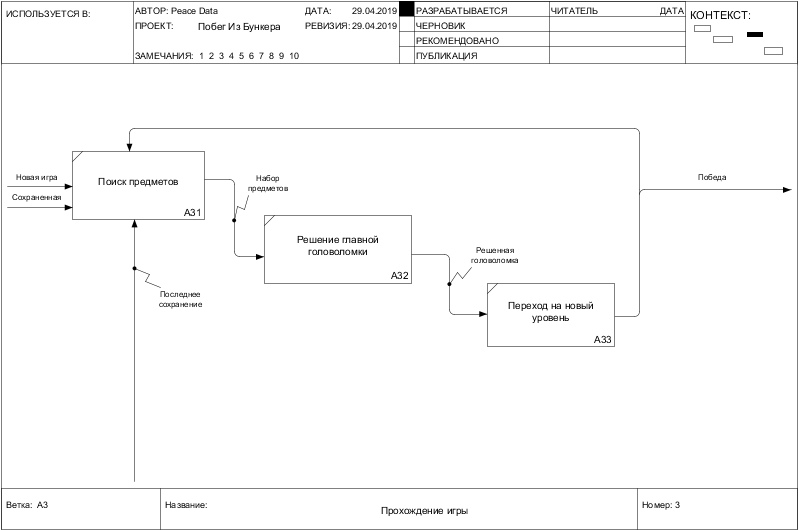 ИСПОЛЬЗУЕТСЯ В:
АВТОР: Peace Data
ДАТА: 29.04.2019
ПРОЕКТ: Побег Из Бункера
РЕВИЗИЯ: 29.04.2019
ЗАМЕЧАНИЯ: 1 2 3 4 5 6 7 8 9 10
РАЗРАБАТЫВАЕТСЯ
ЧЕРНОВИК
РЕКОМЕНДОВАНО
ПУБЛИКАЦИЯ
ЧИТАТЕЛЬ ДАТА
КОНТЕКСТ:
Новая игра
Сохраненная
Поиск предметов
A31
Набор
предметов
Победа
Решение главной
головоломки
A32
Решенная
головоломка
Последнее
сохранение
Переход на новый
уровень
A33
Ветка: A3
Название:
Прохождение игры
Номер: 3